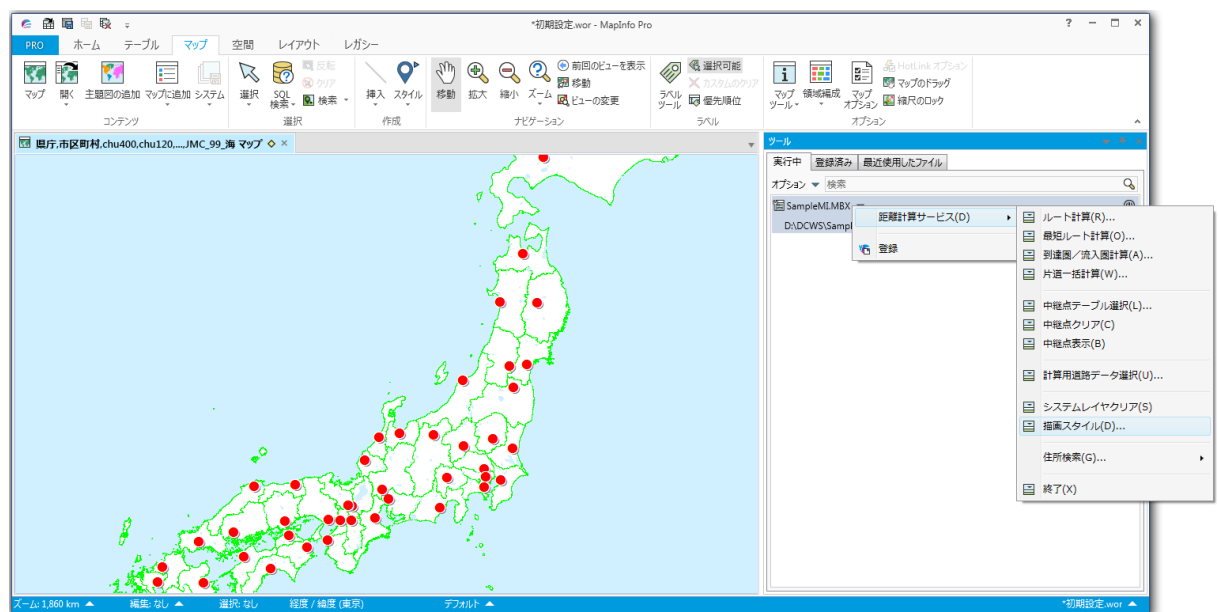 *初期設定.wor - MapInfo Pro
PRO ホーム テーブル マップ 空間 レイアウト レガシー
マップ 開く 主題図の追加 マップに追加 システム
コンテンツ
選択 SQL 検索 反転 クリア 検索
選択
挿入 スタイル
作成
移動 拡大 縮小 ズーム 前回のビューを表示 移動 ビューの変更
ナビゲーション
ラベル ツール 選択可能 カスタムのクリア 優先順位
ラベル
マップ ツール 領域編成 マップ オプション HotLink オプション マップのドラッグ 縮尺のロック
オプション
県庁,市区町村,chu400,chu120,...,JMC_99_海 マップ
ツール
実行中 登録済み 最近使用したファイル
オプション 検索
SampleMI.MBX
D:\DCWS\Sampl
距離計算サービス(D)
登録
ルート計算(R)...
最短ルート計算(O)...
到達圏/流入圏計算(A)...
片道一括計算(W)...
中継点テーブル選択(L)...
中継点クリア(C)
中継点表示(B)
計算用道路データ選択(U)...
システムレイヤクリア(S)
描画スタイル(D)...
住所検索(G)...
終了(X)
ズーム: 1,860 km 編集: なし 選択: なし 経度 / 緯度 (東京) デフォルト *初期設定.wor